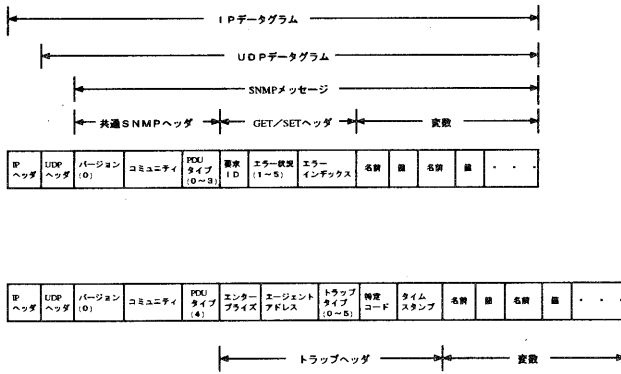 IPデータグラム
UDPデータグラム
SNMPメッセージ
共通SNMPヘッダ GET/SETヘッダ 変数
IP
ヘッダ
UDP
ヘッダ
バージョン
(0)
コミュニティ
PDU
タイプ
(0~3)
要求
ID
エラー状況
(1~5)
エラー
インデックス
名前
値
名前
値
・・・
IP
ヘッダ
UDP
ヘッダ
バージョン
(0)
コミュニティ
PDU
タイプ
(4)
エンター
プライズ
エージェント
アドレス
トラップ
タイプ
(0~5)
特定
コード
タイム
スタンプ
名前
値
名前
値
・・・
トラップヘッダ 変数